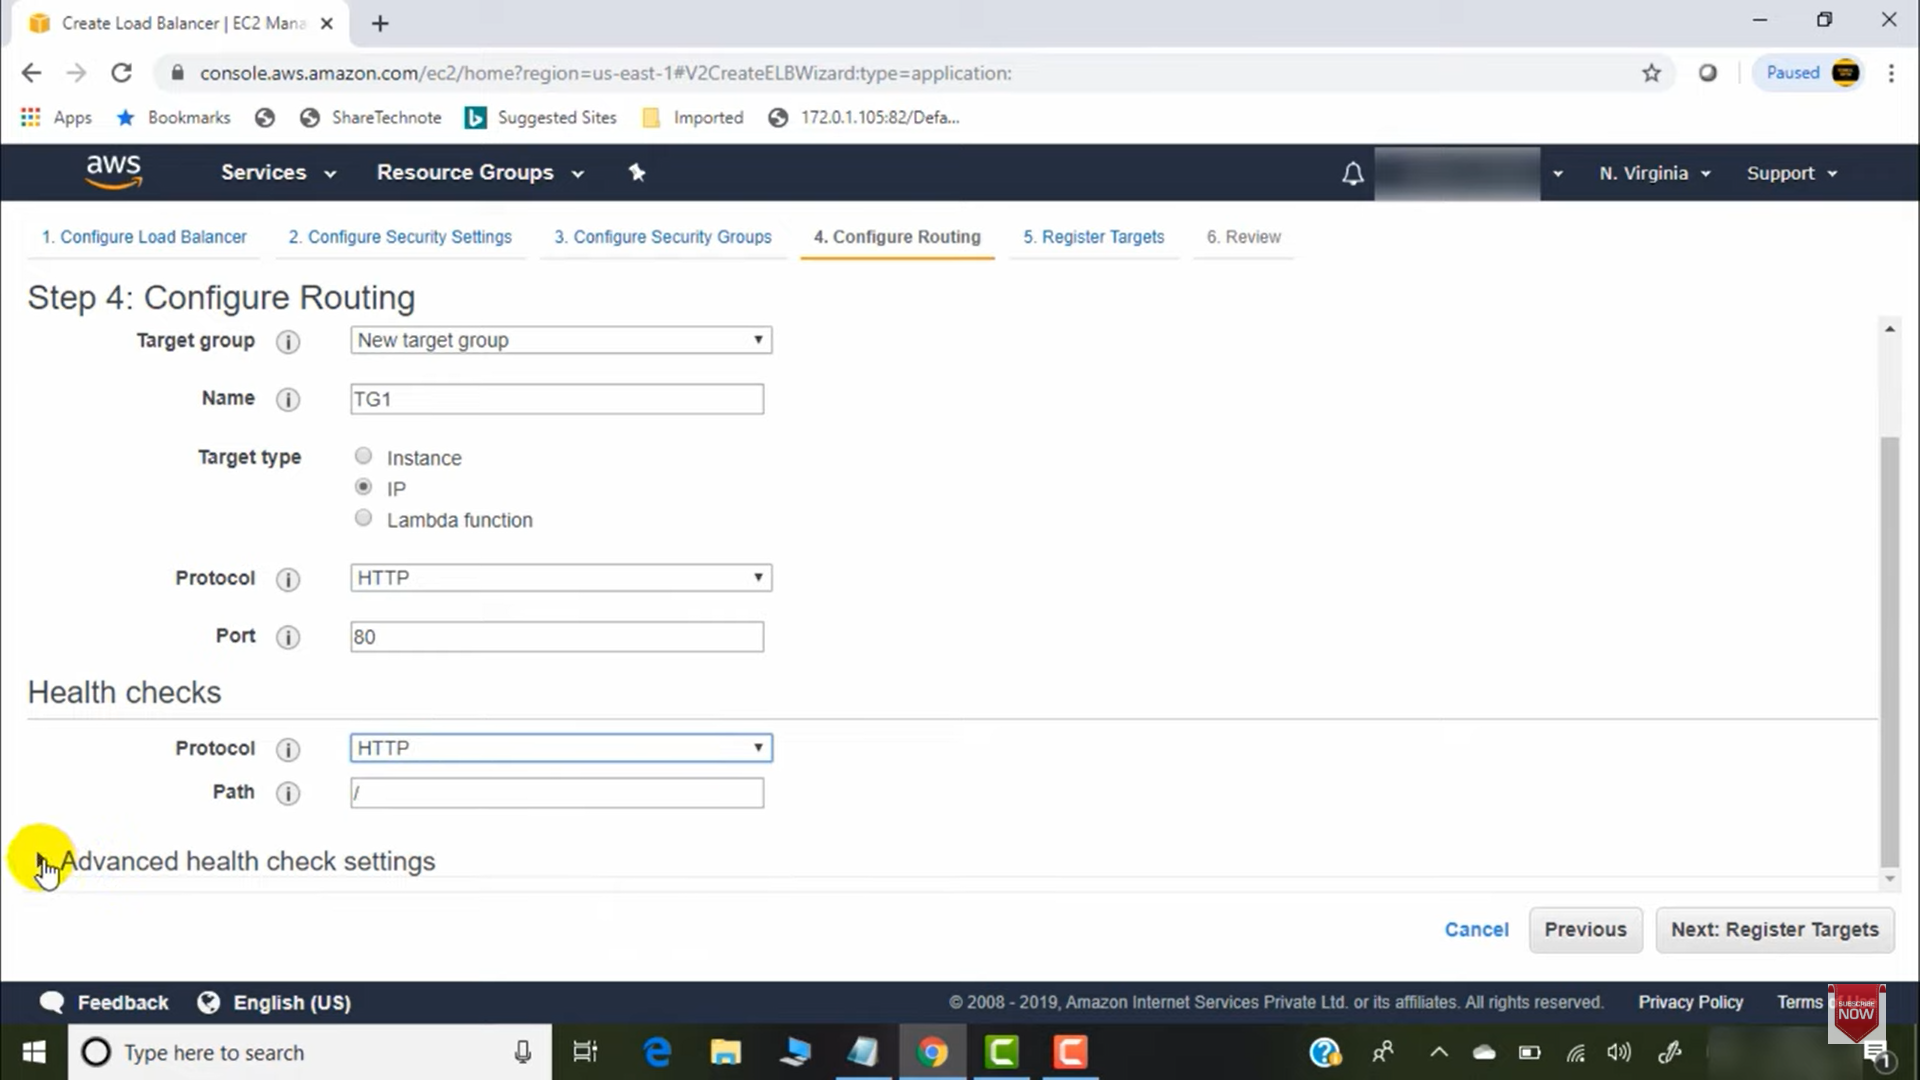 Create Load Balancer | EC2 Mana
console.aws.amazon.com/ec2/home?region=us-east-1#V2CreateELBWizard:type=application:
Paused
Apps
Bookmarks
ShareTechnote
Suggested Sites
Imported
172.0.1.105:82/Defa...
aws
Services
Resource Groups
N. Virginia
Support
1. Configure Load Balancer
2. Configure Security Settings
3. Configure Security Groups
4. Configure Routing
5. Register Targets
6. Review
Step 4: Configure Routing
Target group
New target group
Name
TG1
Target type
Instance
IP
Lambda function
Protocol
HTTP
Port
80
Health checks
Protocol
HTTP
Path
/
Advanced health check settings
Cancel
Previous
Next: Register Targets
Feedback
English (US)
© 2008 - 2019, Amazon Internet Services Private Ltd. or its affiliates. All rights reserved.
Privacy Policy
Terms
SUBSCRIBE
NOW
Type here to search
1